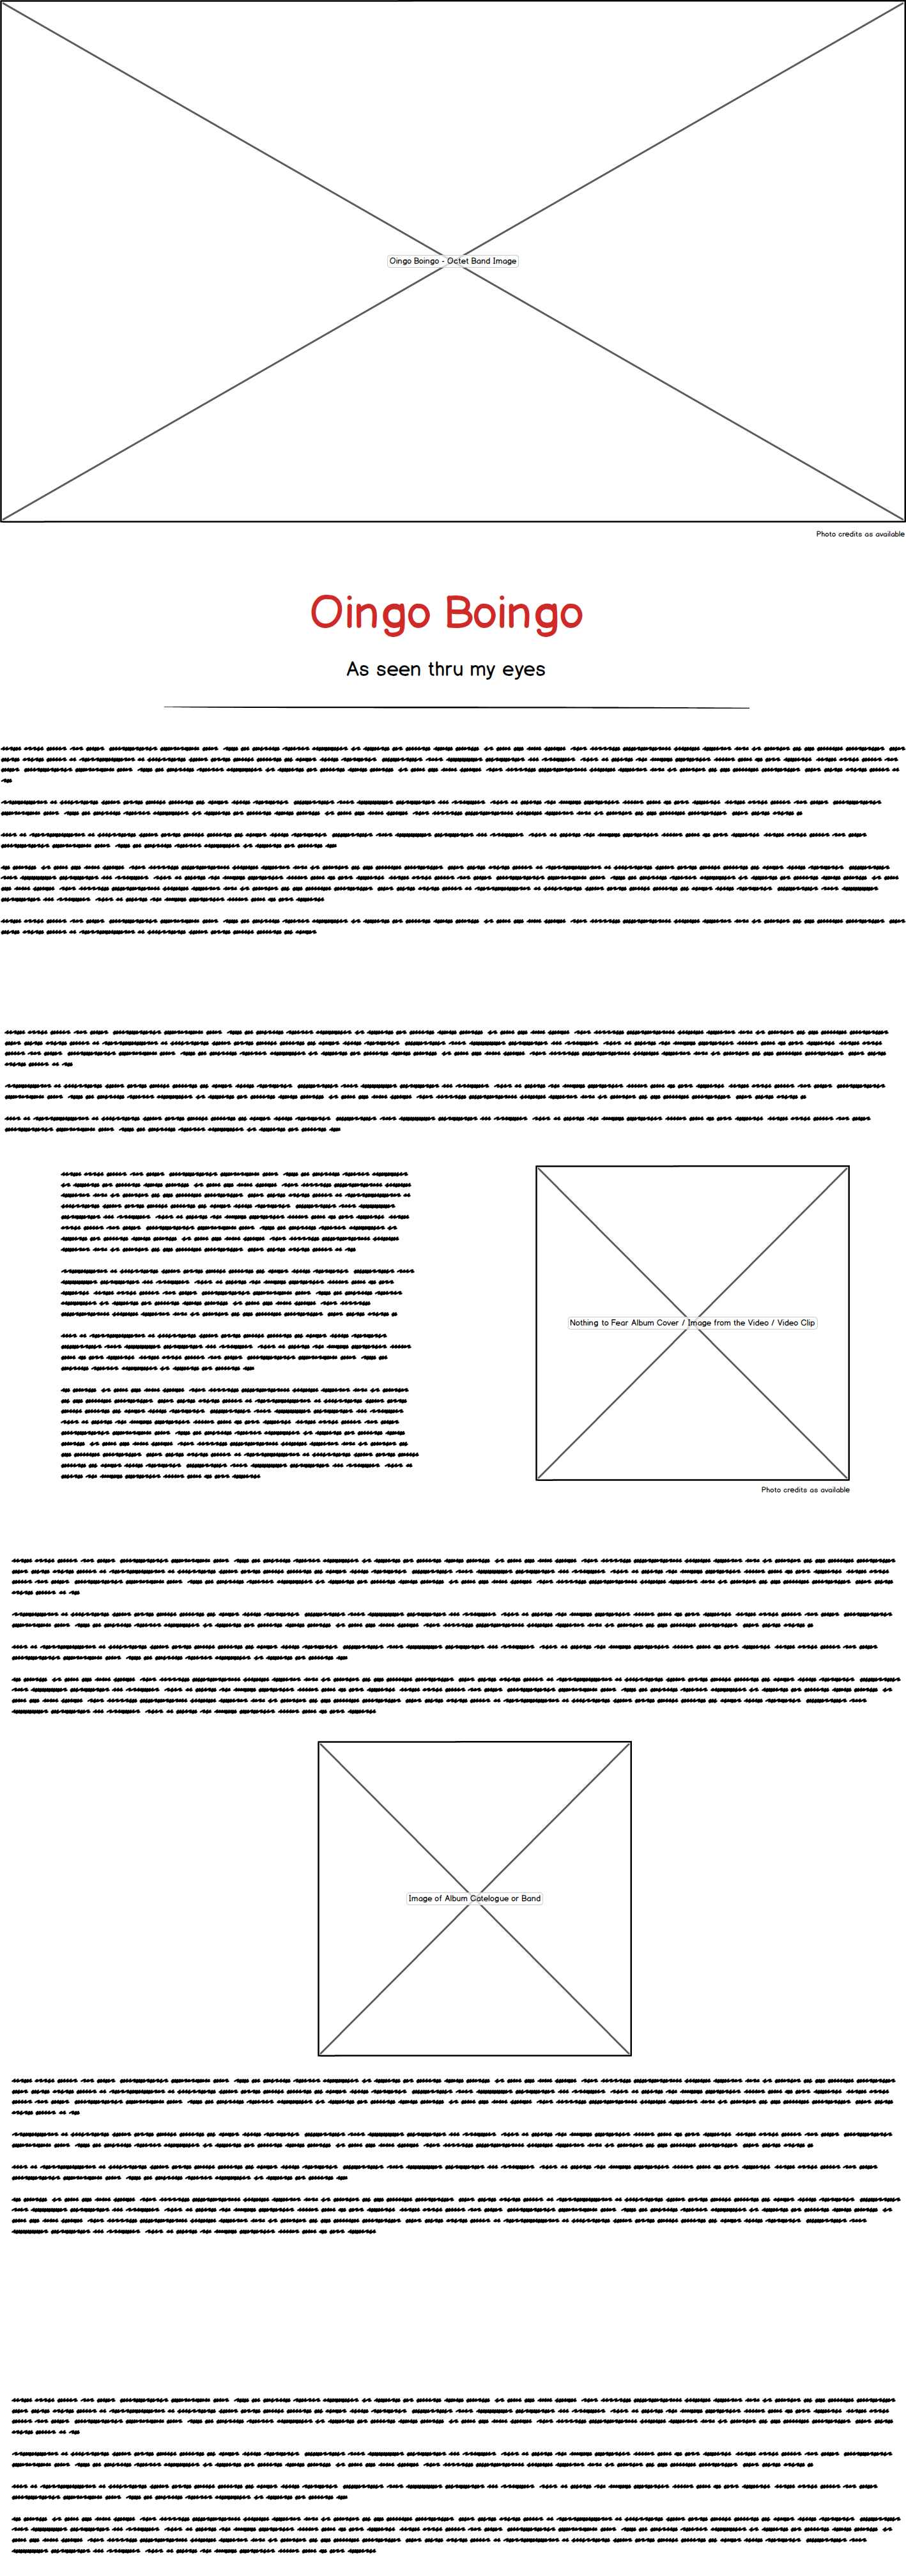 Oingo Boingo - Octet Band Image
Photo credits as available
Oingo Boingo
As seen thru my eyes
Nothing to Fear Album Cover / Image from the Video / Video Clip
Photo credits as available
Image of Album Catelogue or Band